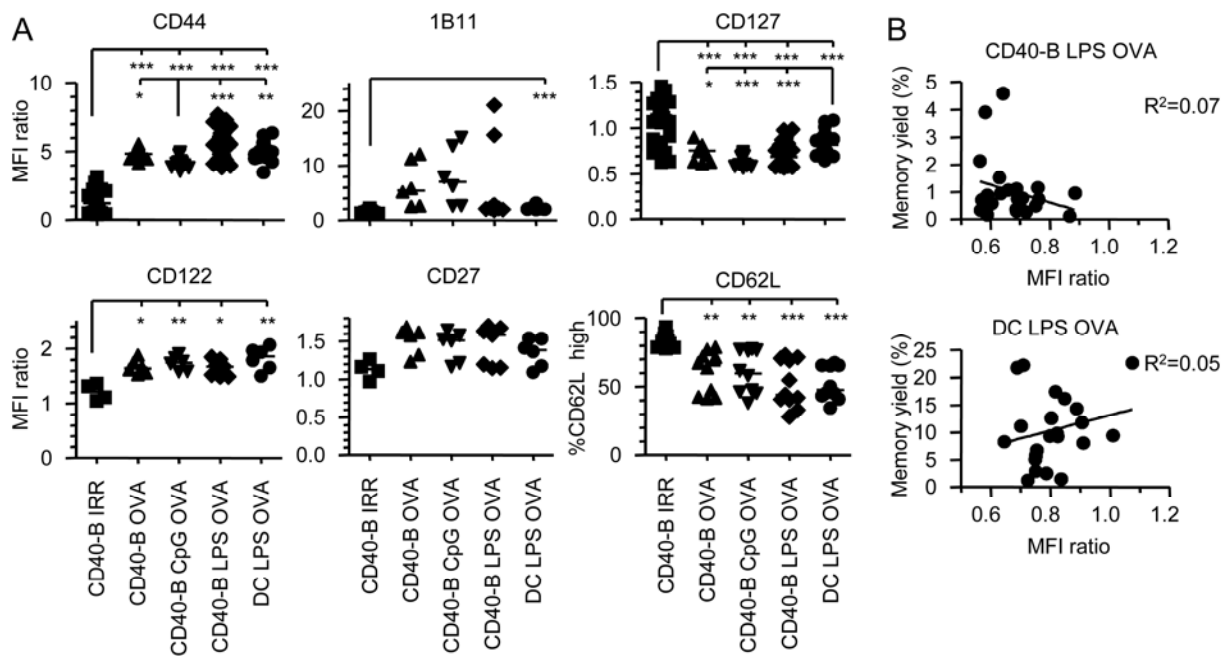 A
CD44
*** *** *** ***
* *** **
10
5
0
MFI ratio
1B11
***
20
10
0
CD127
*** *** *** ***
* *** ***
1.5
1.0
0.5
0.0
B
CD40-B LPS OVA
R²=0.07
5
4
3
2
1
0
Memory yield (%)
0.6 0.8 1.0 1.2
MFI ratio
CD122
* ** * **
2
1
0
MFI ratio
CD27
1.5
1.0
0.0
CD62L
** ** *** ***
100
50
0
%CD62L high
DC LPS OVA
R²=0.05
25
20
15
10
5
0
Memory yield (%)
0.6 0.8 1.0 1.2
MFI ratio
CD40-B IRR
CD40-B OVA
CD40-B CpG OVA
CD40-B LPS OVA
DC LPS OVA
CD40-B IRR
CD40-B OVA
CD40-B CpG OVA
CD40-B LPS OVA
DC LPS OVA
CD40-B IRR
CD40-B OVA
CD40-B CpG OVA
CD40-B LPS OVA
DC LPS OVA